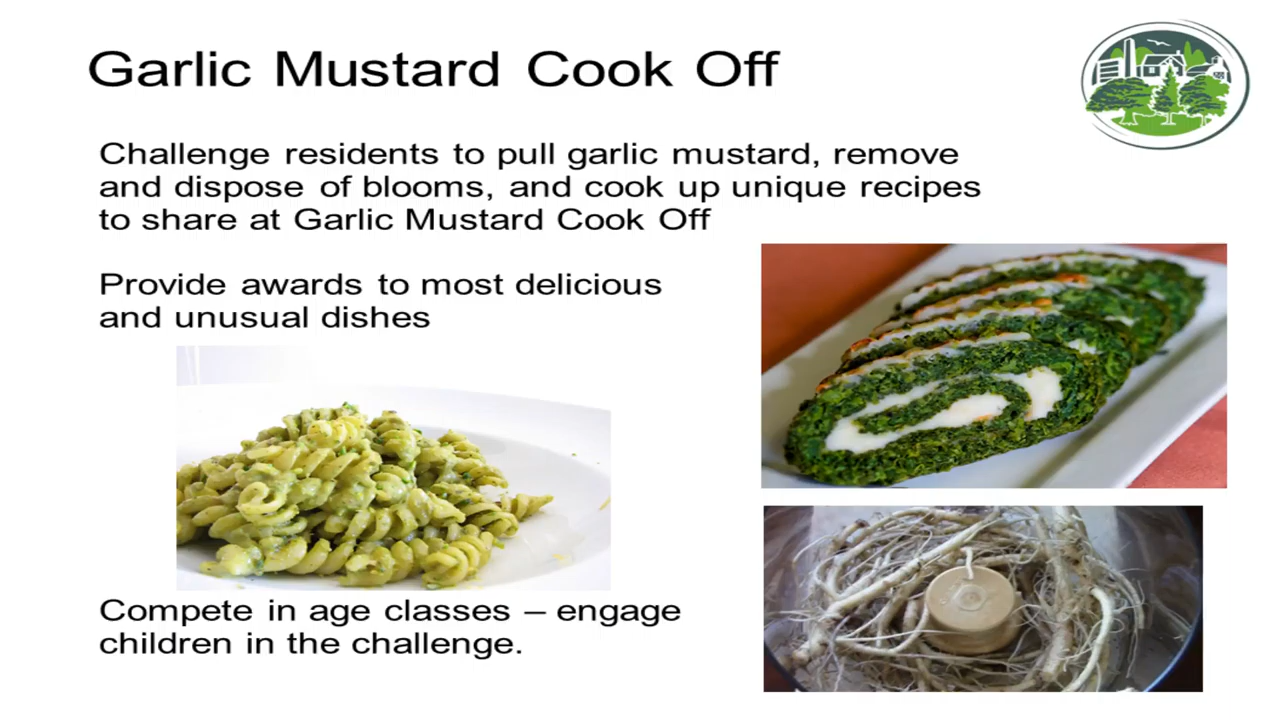 Garlic Mustard Cook Off
Challenge residents to pull garlic mustard, remove
and dispose of blooms, and cook up unique recipes
to share at Garlic Mustard Cook Off
Provide awards to most delicious
and unusual dishes
Compete in age classes – engage
children in the challenge.